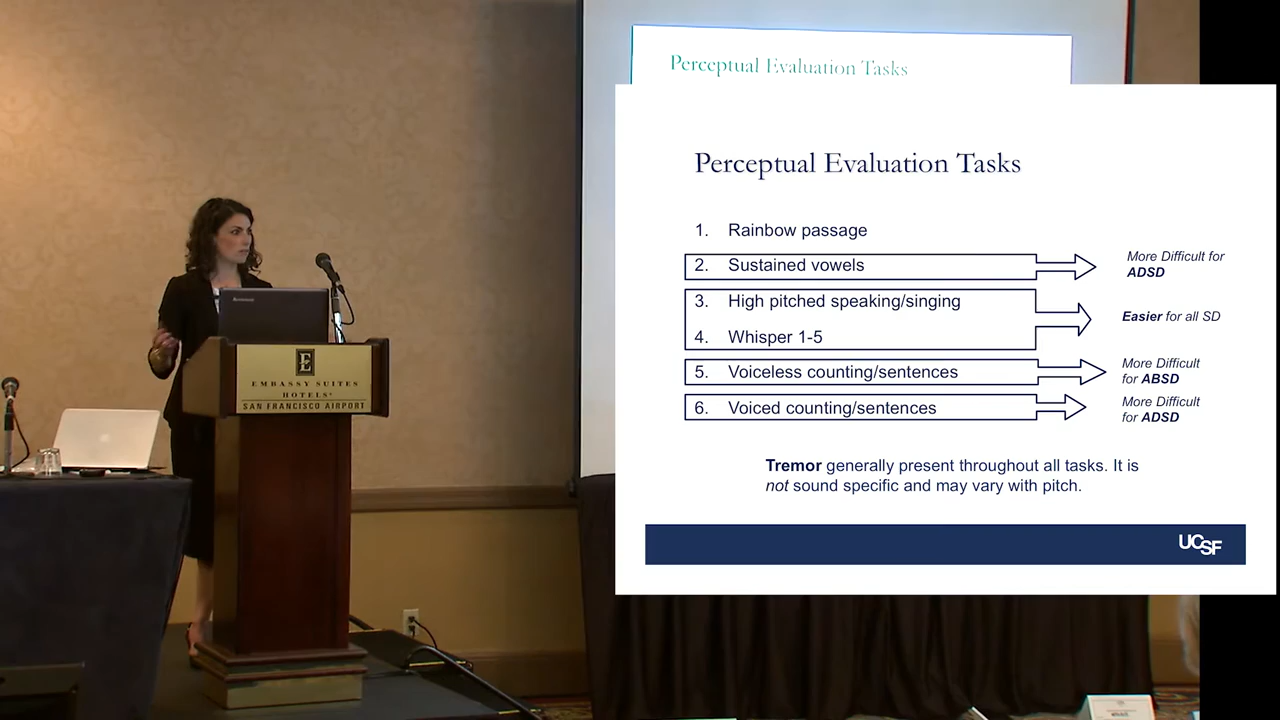 Perceptual Evaluation Tasks
Perceptual Evaluation Tasks
1. Rainbow passage
2. Sustained vowels
More Difficult for
ADSD
3. High pitched speaking/singing
4. Whisper 1-5
Easier for all SD
5. Voiceless counting/sentences
More Difficult
for ABSD
6. Voiced counting/sentences
More Difficult
for ADSD
Tremor generally present throughout all tasks. It is
not sound specific and may vary with pitch.
UCSF
E
EMBASSY SUITES
HOTELS
SAN FRANCISCO AIRPORT